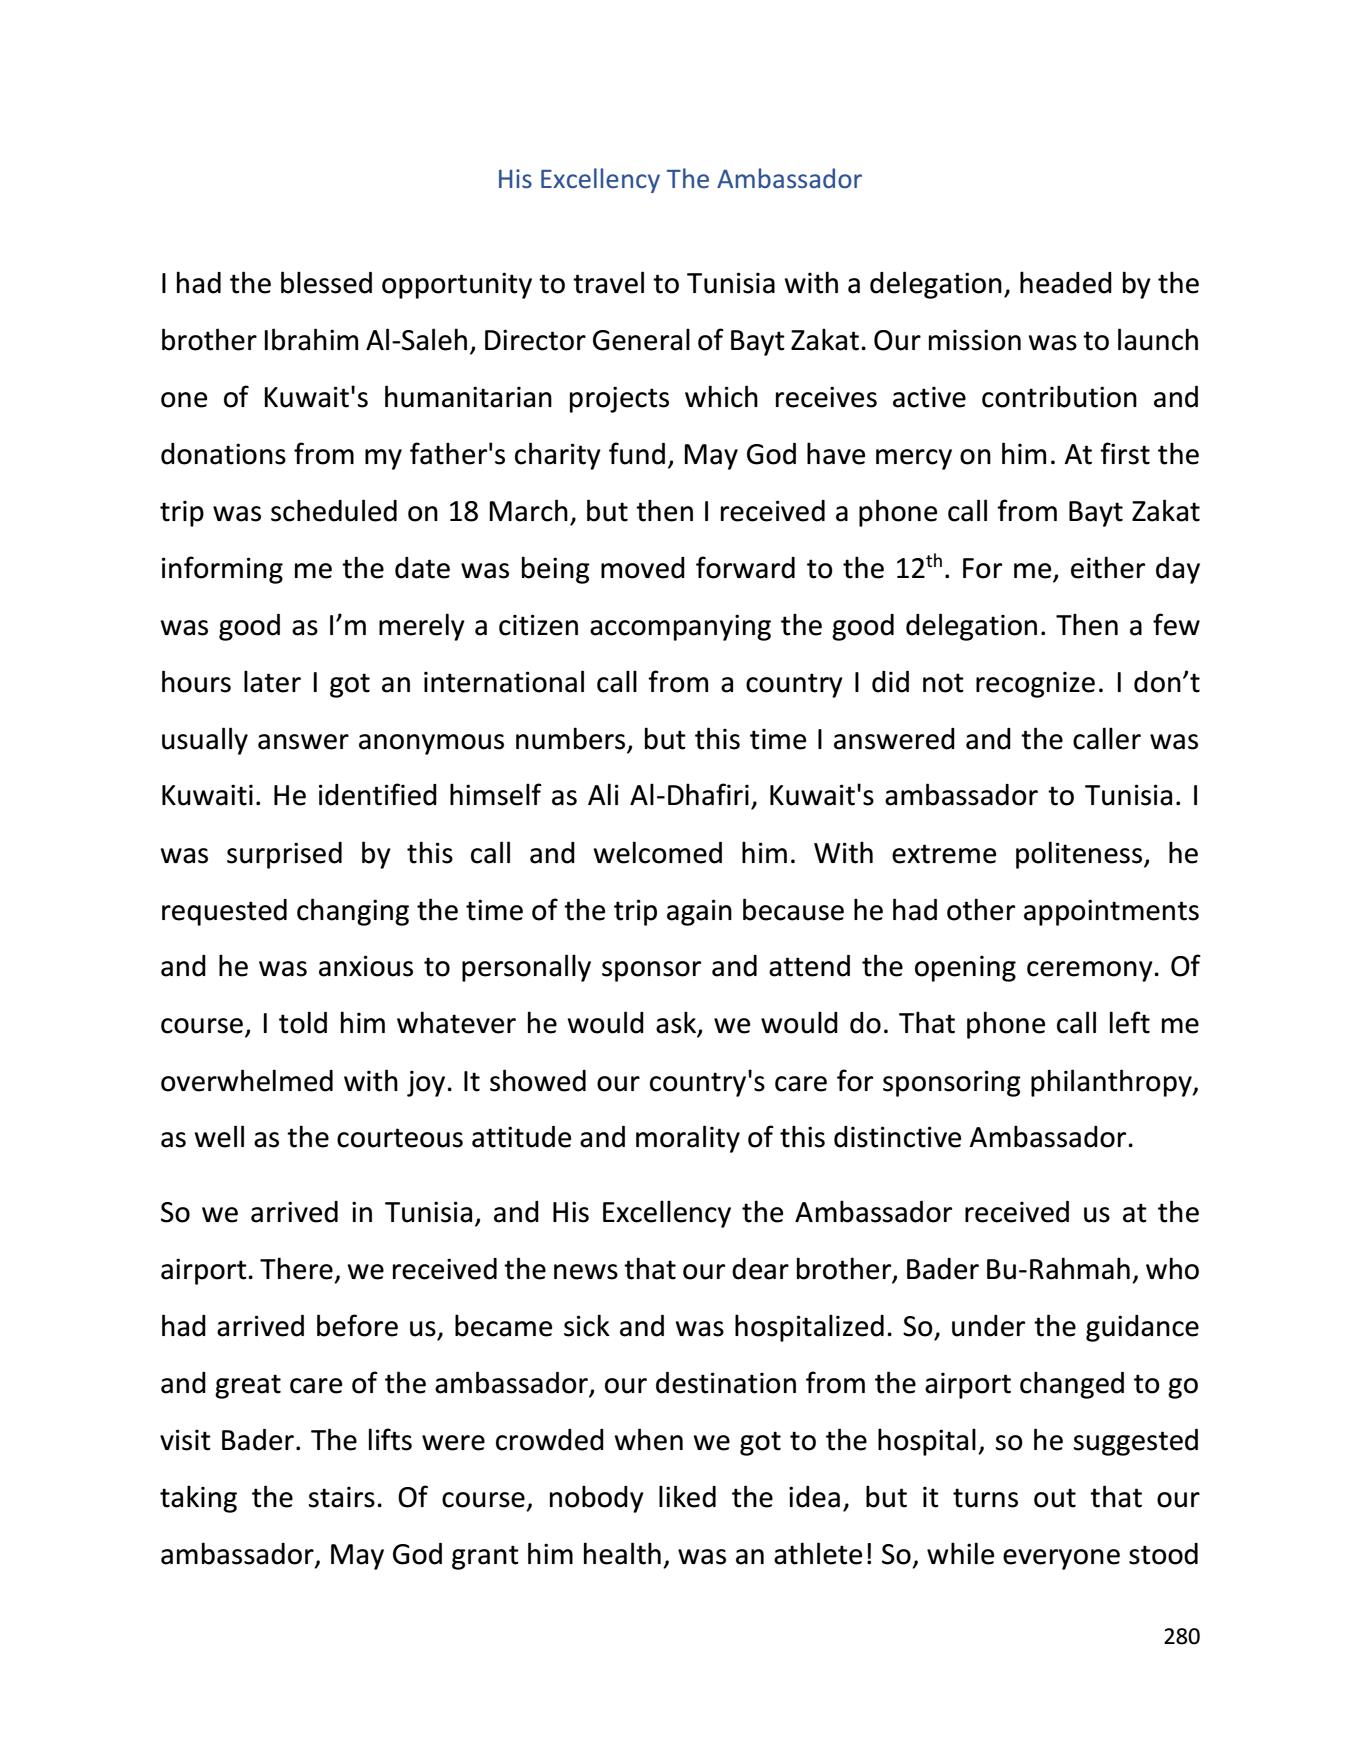 His Excellency The Ambassador
I had the blessed opportunity to travel to Tunisia with a delegation, headed by the
brother Ibrahim Al-Saleh, Director General of Bayt Zakat. Our mission was to launch
one of Kuwait's humanitarian projects which receives active contribution and
donations from my father's charity fund, May God have mercy on him. At first the
trip was scheduled on 18 March, but then I received a phone call from Bayt Zakat
informing me the date was being moved forward to the 12th. For me, either day
was good as I’m merely a citizen accompanying the good delegation. Then a few
hours later I got an international call from a country I did not recognize. I don’t
usually answer anonymous numbers, but this time I answered and the caller was
Kuwaiti. He identified himself as Ali Al-Dhafiri, Kuwait's ambassador to Tunisia. I
was surprised by this call and welcomed him. With extreme politeness, he
requested changing the time of the trip again because he had other appointments
and he was anxious to personally sponsor and attend the opening ceremony. Of
course, I told him whatever he would ask, we would do. That phone call left me
overwhelmed with joy. It showed our country's care for sponsoring philanthropy,
as well as the courteous attitude and morality of this distinctive Ambassador.
So we arrived in Tunisia, and His Excellency the Ambassador received us at the
airport. There, we received the news that our dear brother, Bader Bu-Rahmah, who
had arrived before us, became sick and was hospitalized. So, under the guidance
and great care of the ambassador, our destination from the airport changed to go
visit Bader. The lifts were crowded when we got to the hospital, so he suggested
taking the stairs. Of course, nobody liked the idea, but it turns out that our
ambassador, May God grant him health, was an athlete! So, while everyone stood
280